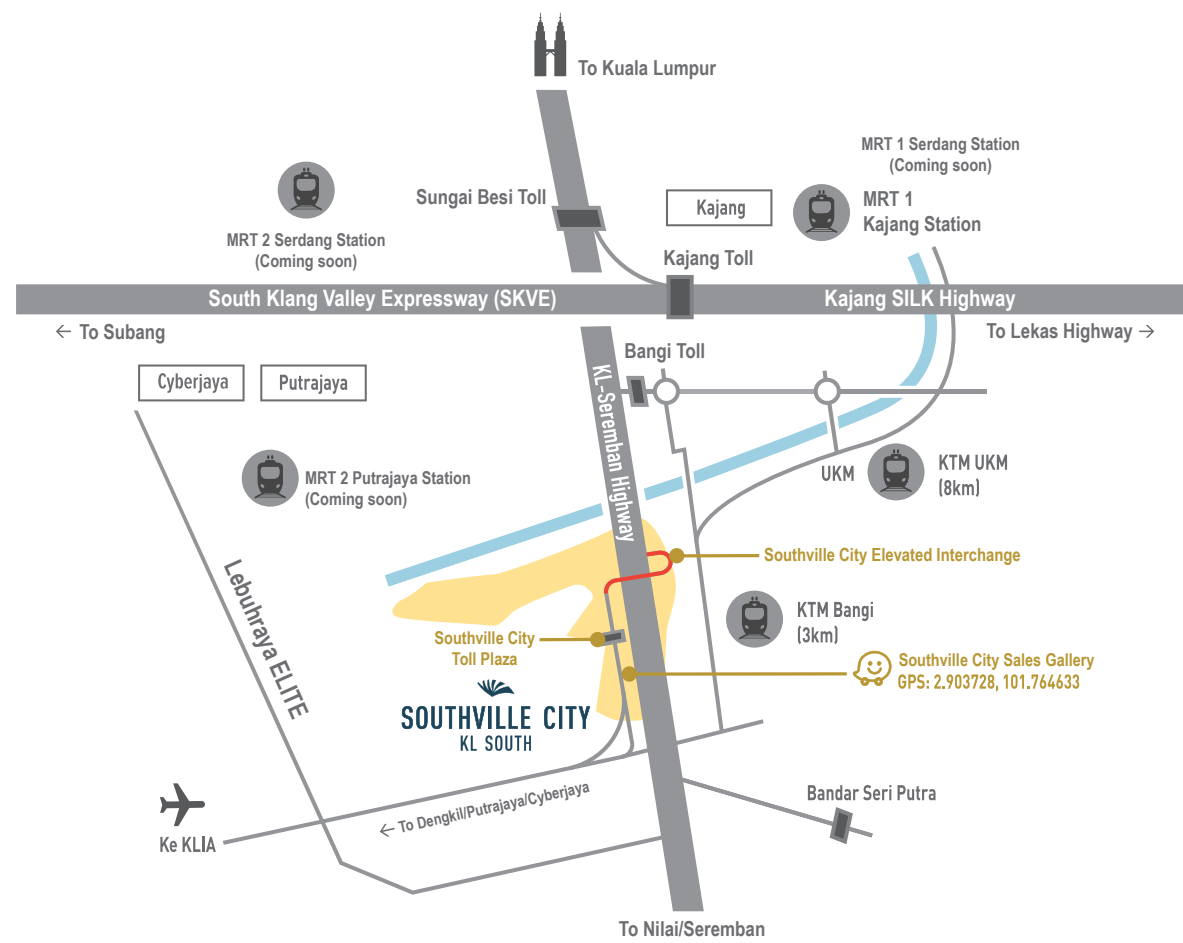 To Kuala Lumpur
MRT 1 Serdang Station
(Coming soon)
Sungai Besi Toll
Kajang
MRT 1
Kajang Station
MRT 2 Serdang Station
(Coming soon)
Kajang Toll
South Klang Valley Expressway (SKVE)
Kajang SILK Highway
← To Subang
To Lekas Highway →
Bangi Toll
Cyberjaya
Putrajaya
KL-Seremban Highway
MRT 2 Putrajaya Station
(Coming soon)
UKM
KTM UKM
(8km)
Southville City Elevated Interchange
Lebuhraya ELITE
KTM Bangi
(3km)
Southville City
Toll Plaza
Southville City Sales Gallery
GPS: 2.903728, 101.764633
SOUTHVILLE CITY
KL SOUTH
← To Dengkil/Putrajaya/Cyberjaya
Bandar Seri Putra
Ke KLIA
To Nilai/Seremban